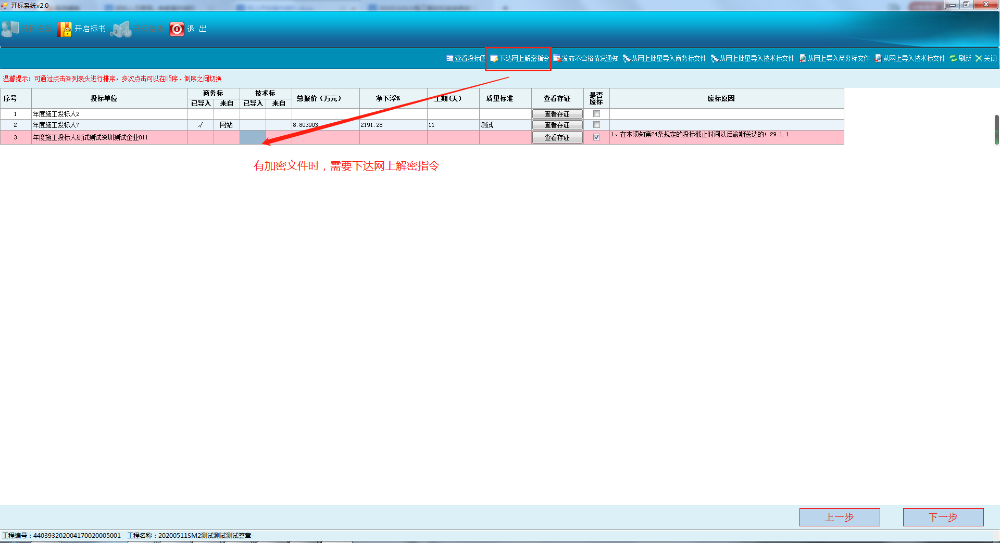 开标系统v2.0
开标准备 开启标书 开标结束 退 出
查看投标函 下达网上解密指令 发布不合格情况通知 从网上批量导入商务标文件 从网上批量导入技术标文件 从网上导入商务标文件 从网上导入技术标文件 刷新 关闭
温馨提示：可通过点击各列表头进行排序，多次点击可以在顺序、倒序之间切换
序号 投标单位 商务标 技术标 总报价（万元） 净下浮% 工期(天) 质量标准 查看存证 是否废标 废标原因
已导入 来自 已导入 来自
1 年度施工投标人2 查看存证
2 年度施工投标人7 √ 网站 8.803903 2191.28 11 测试 查看存证
3 年度施工投标人测试测试深圳测试企业011 查看存证 1、在本须知第24条规定的投标截止时间以后逾期送达的；29.1.1
有加密文件时，需要下达网上解密指令
上一步 下一步
工程编号：440393202004170020005001 工程名称：20200511SM2测试测试测试签章-